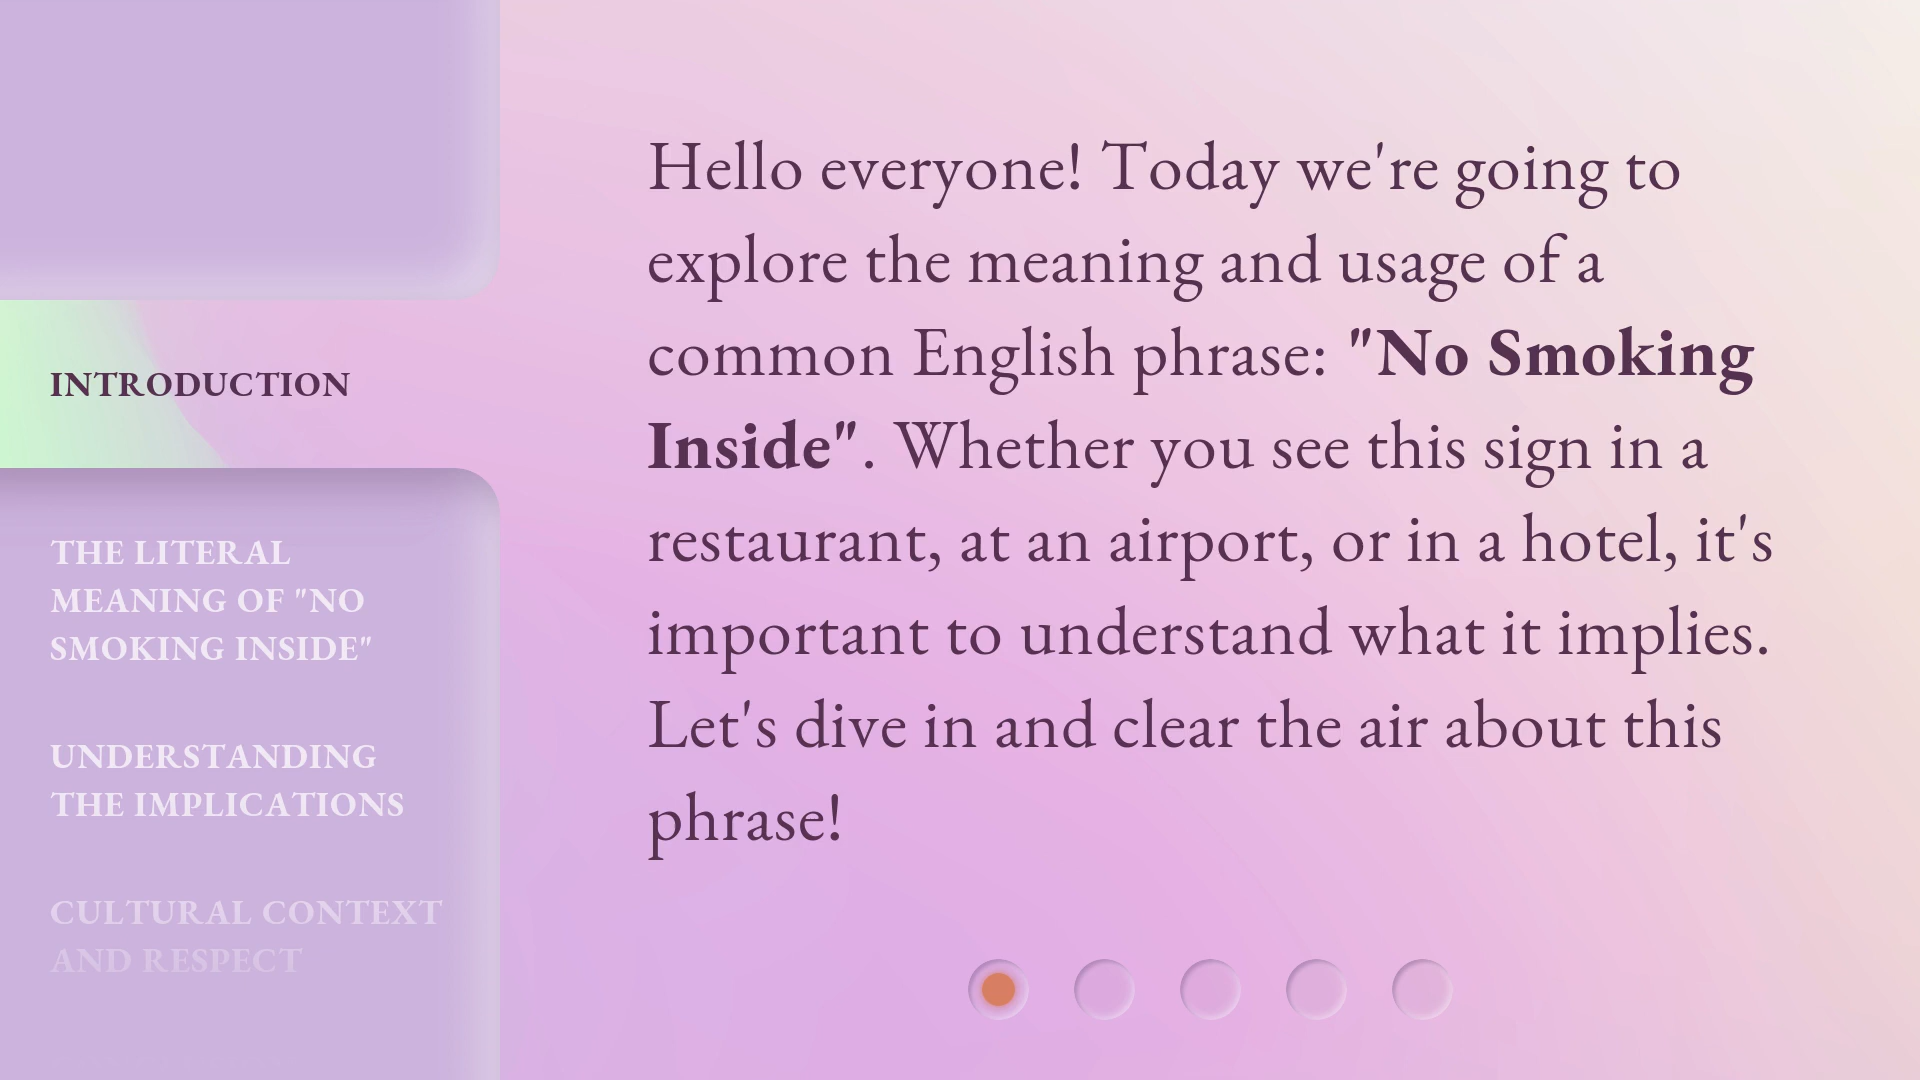 INTRODUCTION
THE LITERAL
MEANING OF "NO
SMOKING INSIDE"
UNDERSTANDING
THE IMPLICATIONS
CULTURAL CONTEXT
AND RESPECT
Hello everyone! Today we're going to
explore the meaning and usage of a
common English phrase: "No Smoking
Inside". Whether you see this sign in a
restaurant, at an airport, or in a hotel, it's
important to understand what it implies.
Let's dive in and clear the air about this
phrase!